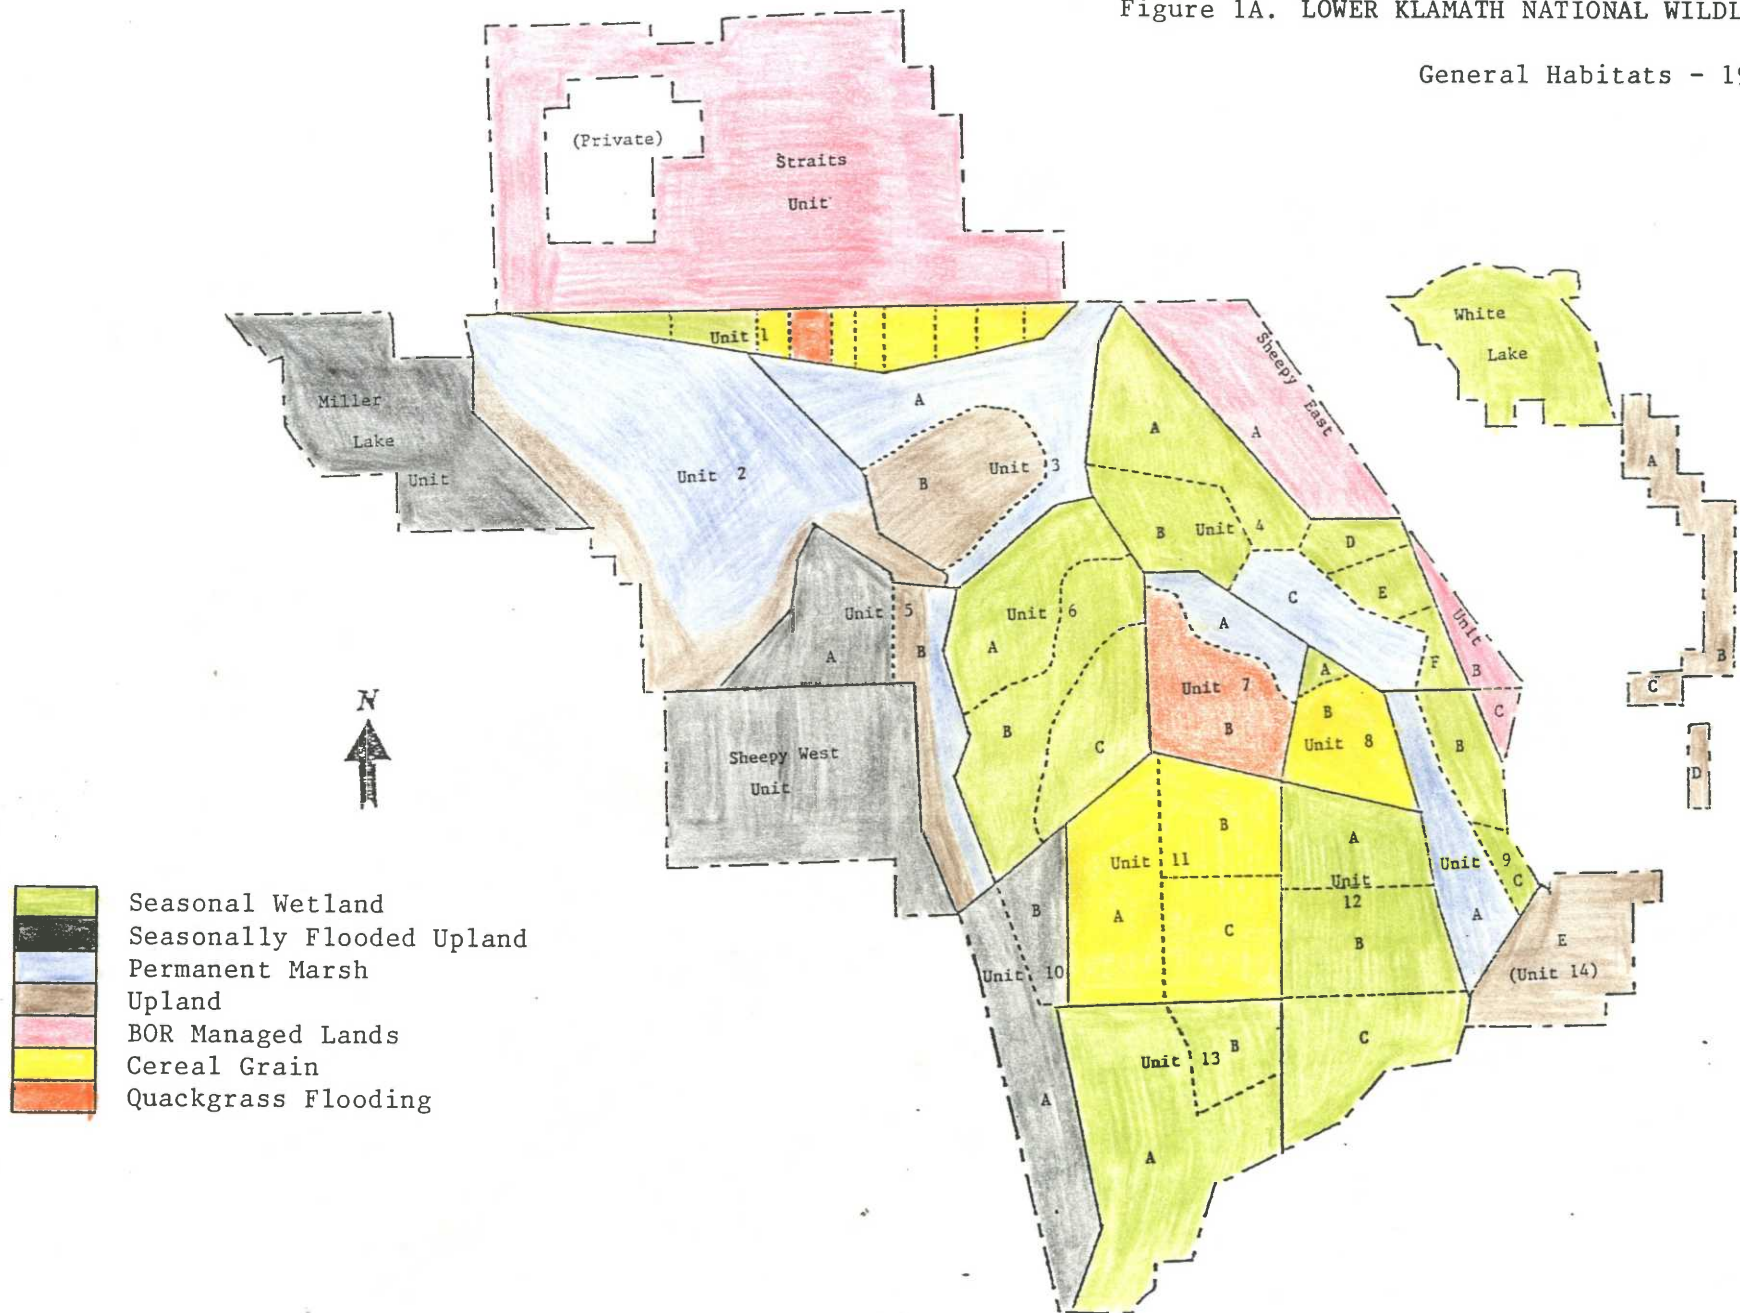 Figure 1A. LOWER KLAMATH NATIONAL WILDL
General Habitats - 19
(Private)
Straits
Unit
White
Lake
Unit 1
Sheepy East
A
Miller
Lake
Unit
Unit 2
A
Unit 3
B
A
B
Unit 4
D
E
C
F
A
B
C
D
Unit
B
C
Unit 5
A
B
Unit 6
A
B
C
A
Unit 7
B
A
B
Unit 8
B
Unit 9
C
A
N
Sheepy West
Unit
Unit 11
A
B
C
A
Unit
12
B
C
E
(Unit 14)
B
Unit 10
A
Unit 13
B
A
Seasonal Wetland
Seasonally Flooded Upland
Permanent Marsh
Upland
BOR Managed Lands
Cereal Grain
Quackgrass Flooding